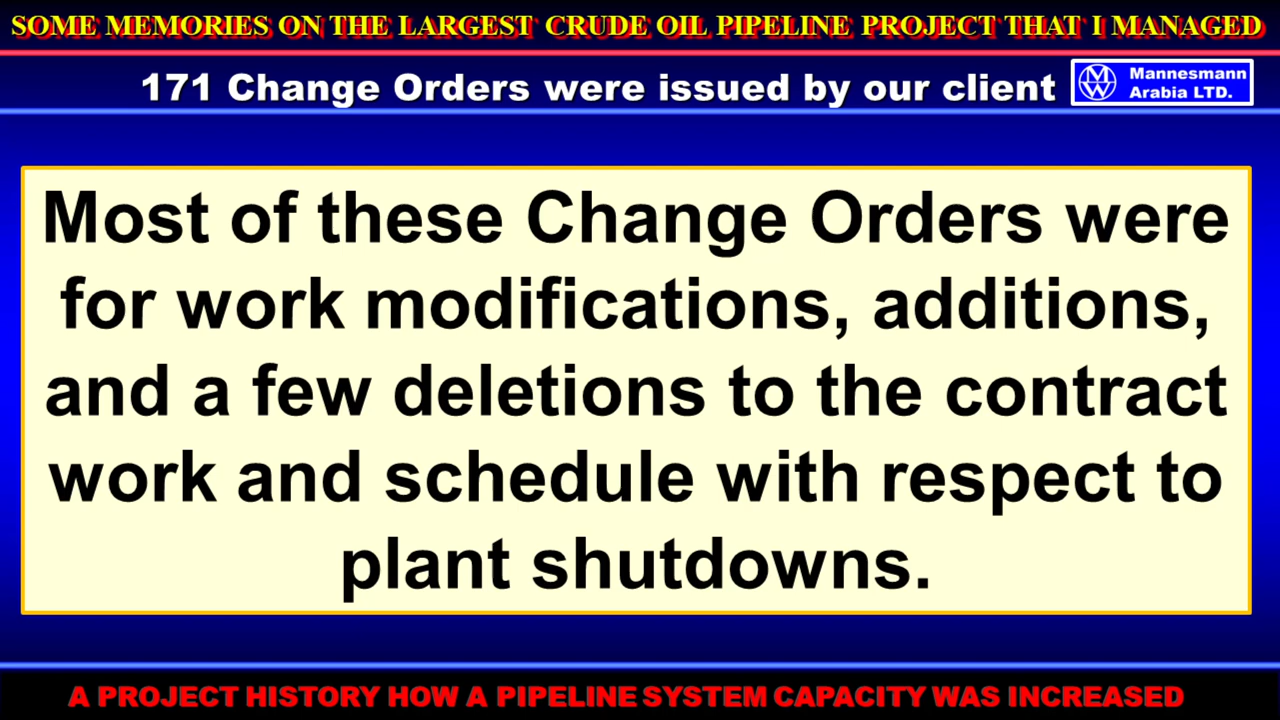 SOME MEMORIES ON THE LARGEST CRUDE OIL PIPELINE PROJECT THAT I MANAGED
171 Change Orders were issued by our client
Mannesmann
Arabia LTD.
Most of these Change Orders were
for work modifications, additions,
and a few deletions to the contract
work and schedule with respect to
plant shutdowns.
A PROJECT HISTORY HOW A PIPELINE SYSTEM CAPACITY WAS INCREASED